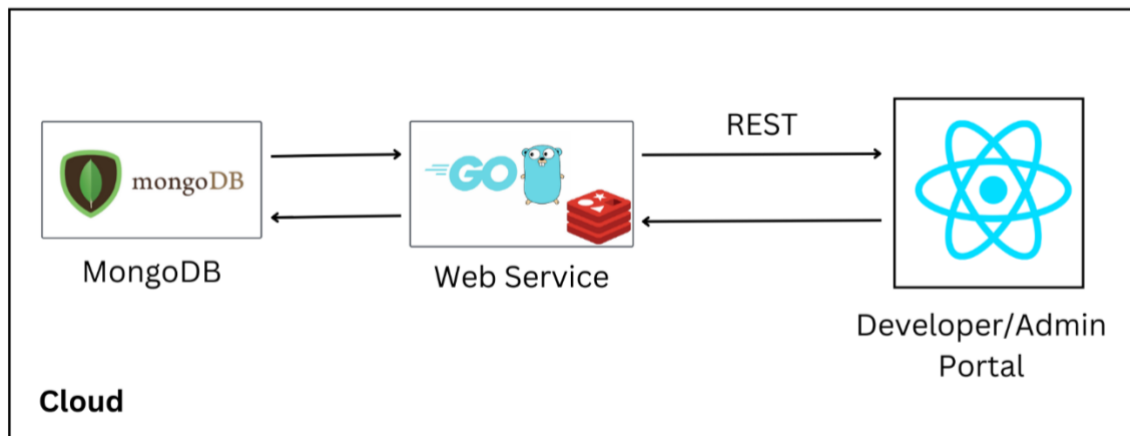 REST
mongoDB
GO
MongoDB
Web Service
Developer/Admin
Portal
Cloud